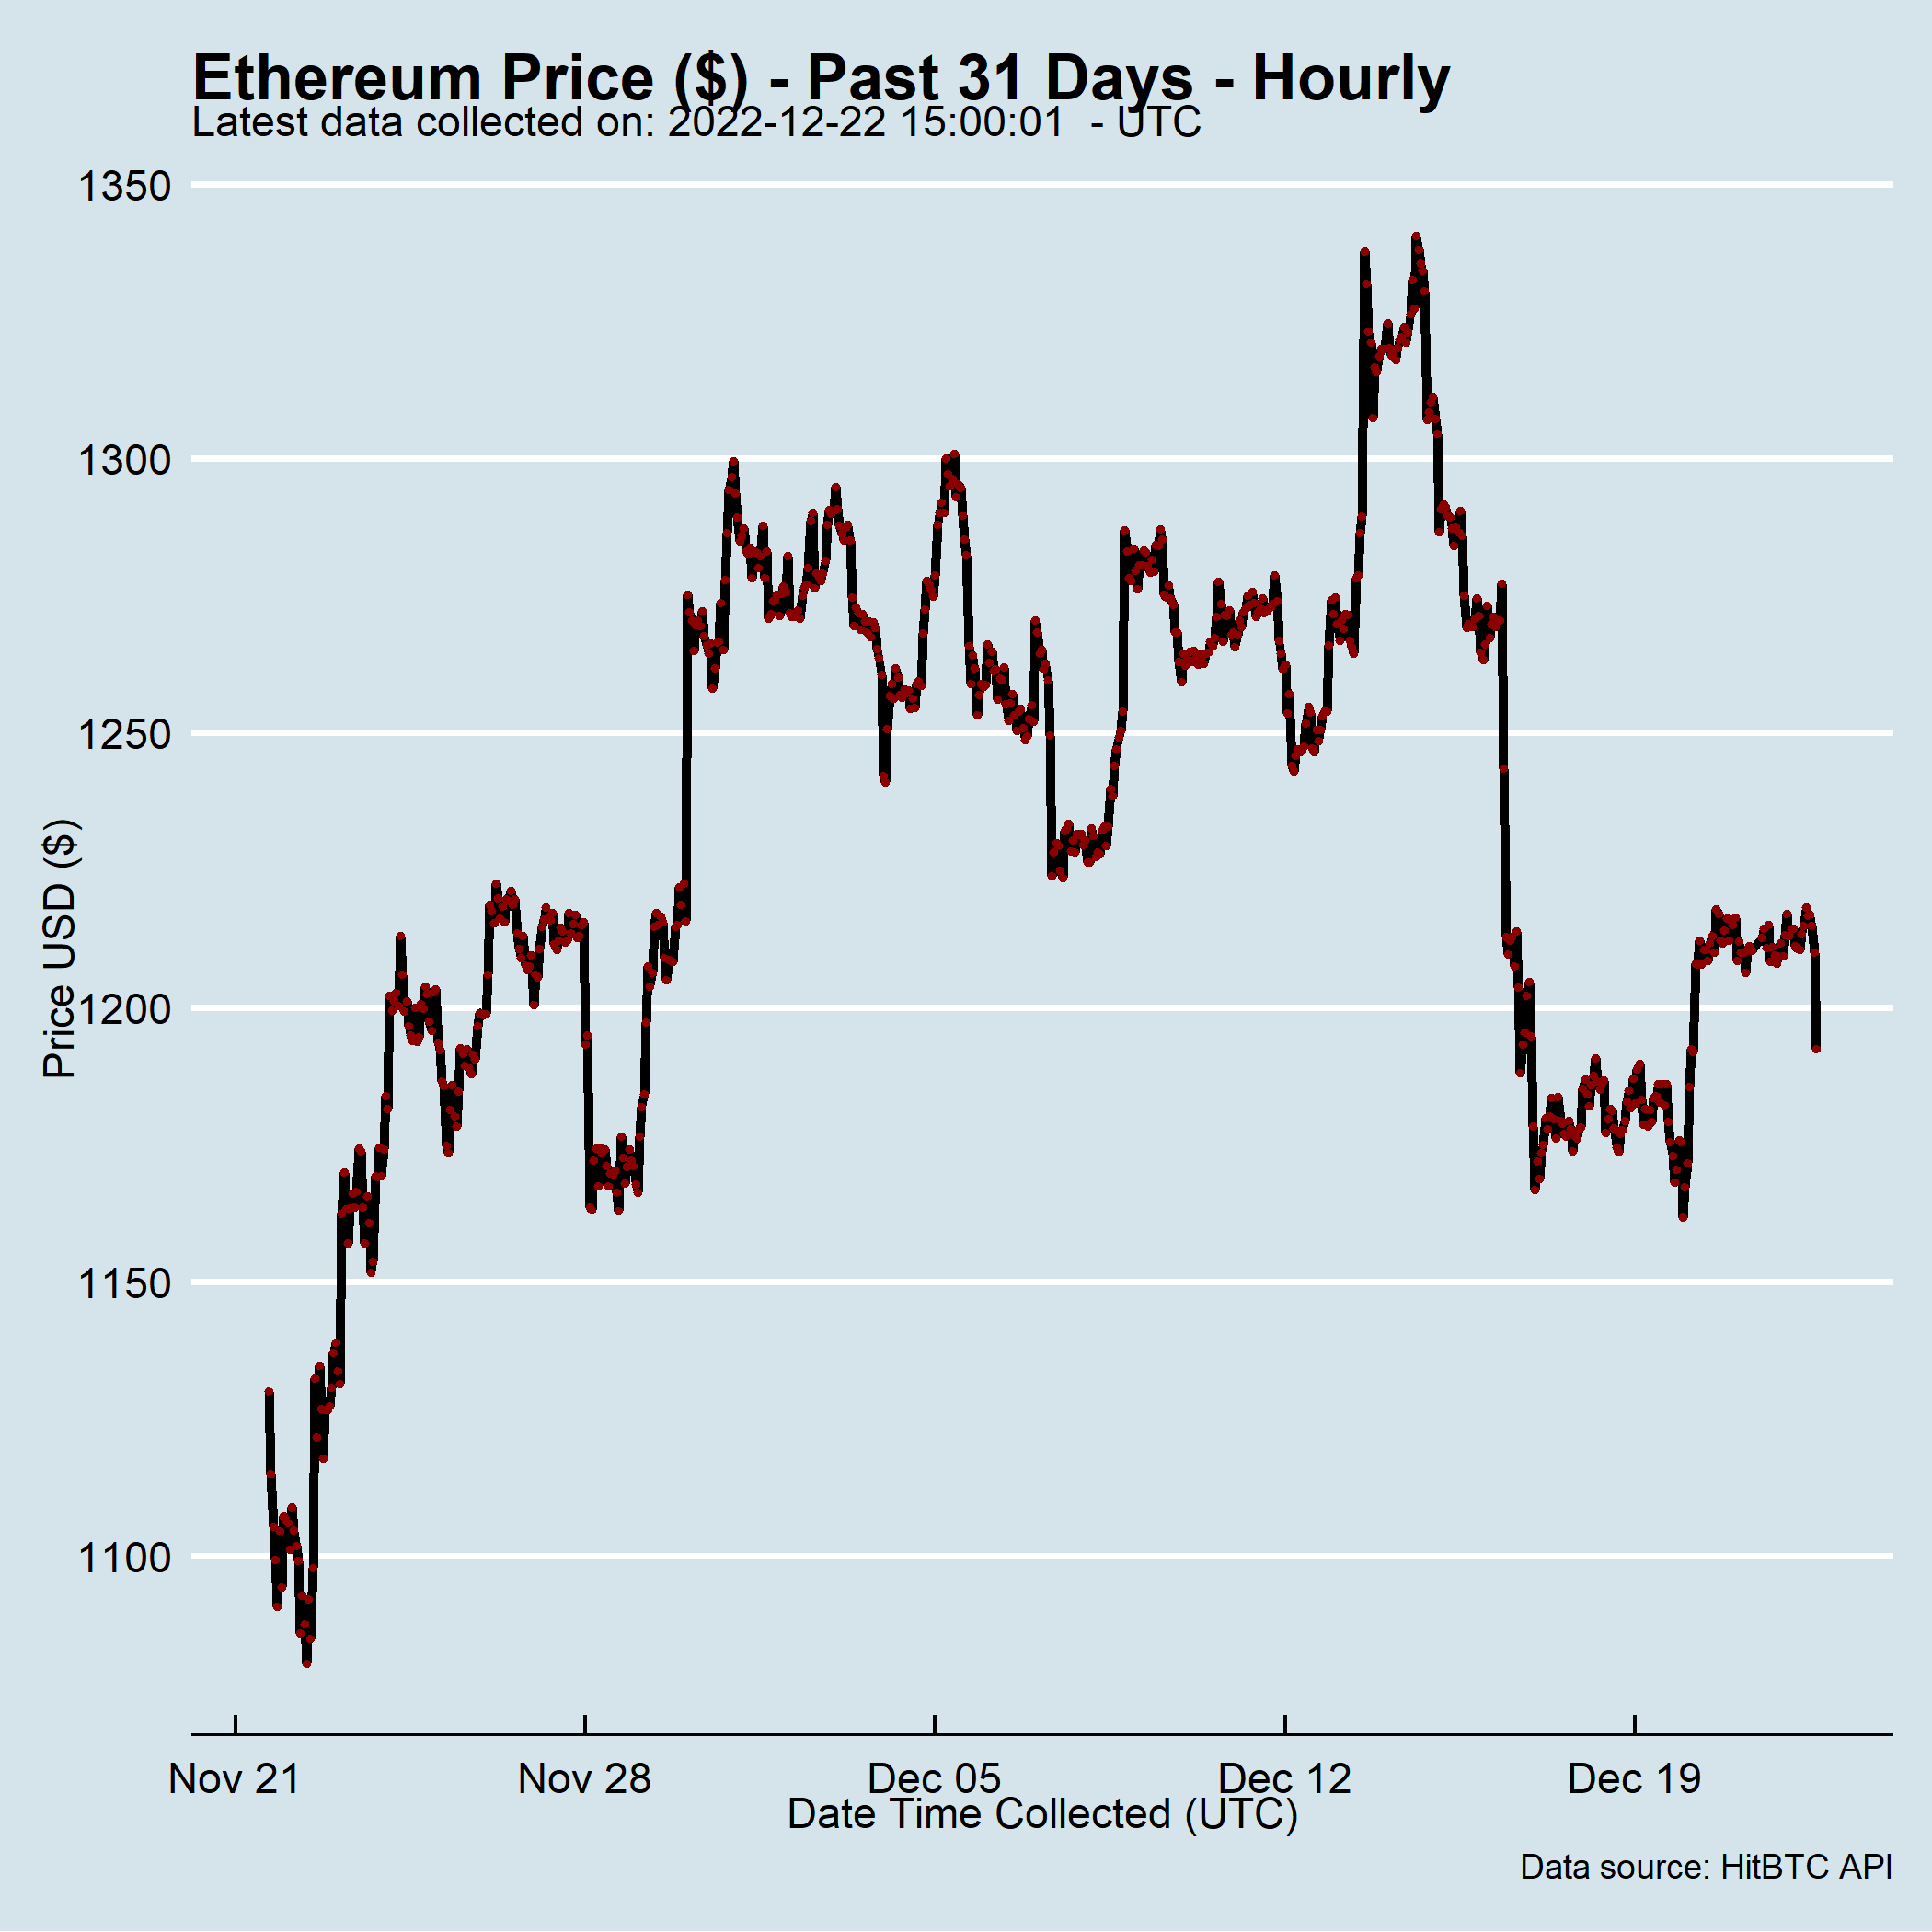 Ethereum Price ($) - Past 31 Days - Hourly
Latest data collected on: 2022-12-22 15:00:01  - UTC
1350
1300
1250
1200
1150
1100
Price USD ($)
Nov 21
Nov 28
Dec 05
Dec 12
Dec 19
Date Time Collected (UTC)
Data source: HitBTC API